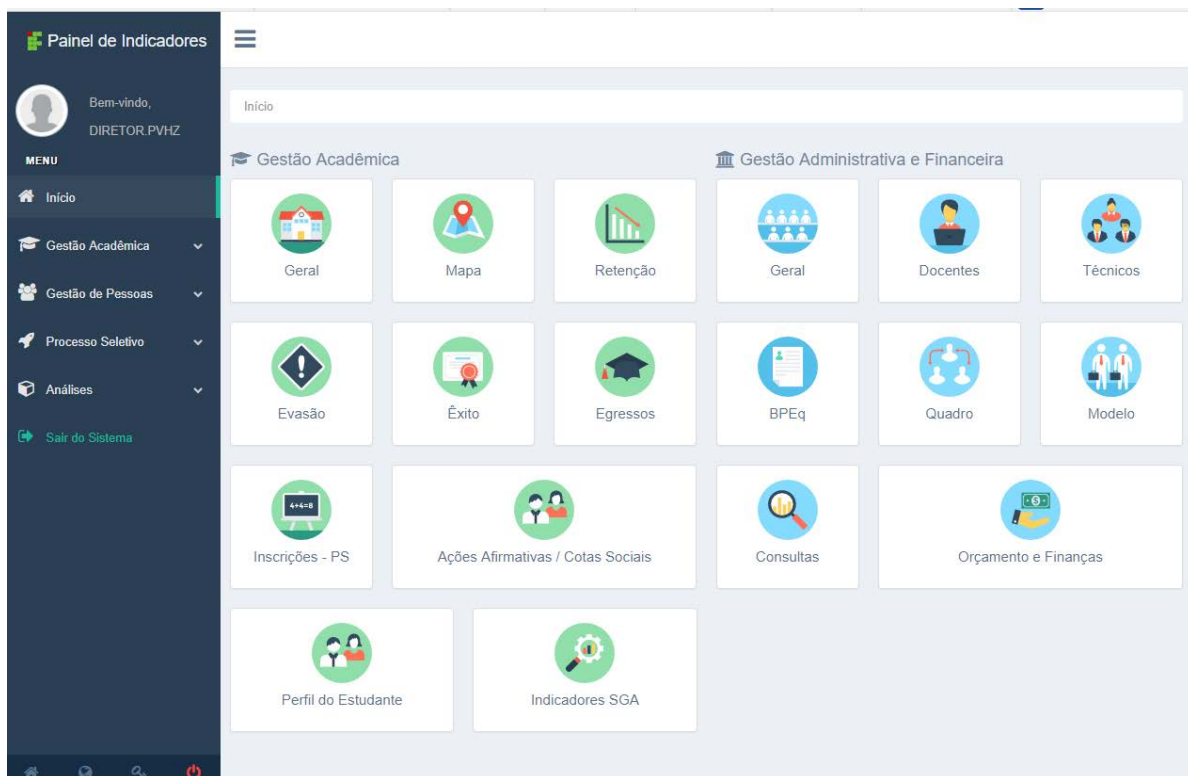 Painel de Indicadores
Bem-vindo,
DIRETOR.PVHZ
MENU
Início
Gestão Acadêmica
Gestão de Pessoas
Processo Seletivo
Análises
Sair do Sistema
Início
Gestão Acadêmica
Geral
Mapa
Retenção
Evasão
Êxito
Egressos
4+4=8
Inscrições - PS
Ações Afirmativas / Cotas Sociais
Perfil do Estudante
Indicadores SGA
Gestão Administrativa e Financeira
Geral
Docentes
Técnicos
BPEq
Quadro
Modelo
Consultas
Orçamento e Finanças